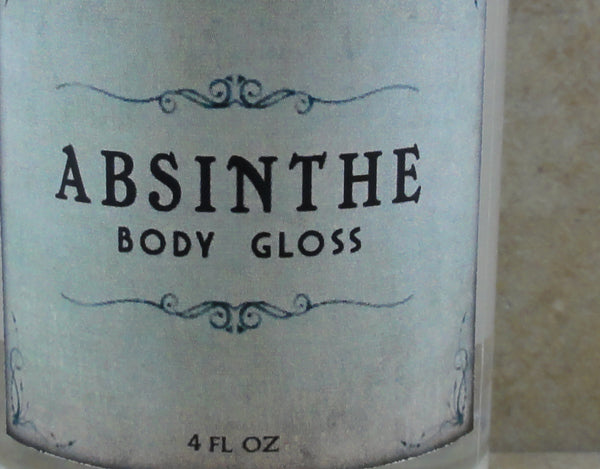 ABSINTHE
BODY GLOSS
4 FL OZ